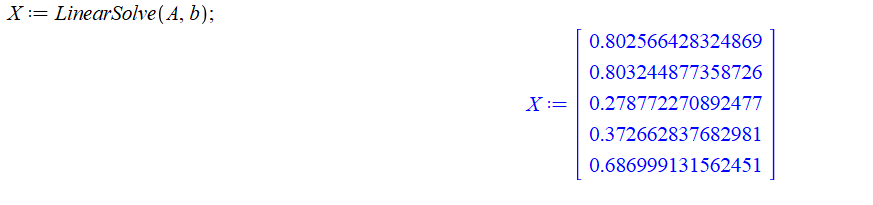 X := LinearSolve(A, b);
X := [0.802566428324869
0.803244877358726
0.278772270892477
0.372662837682981
0.686999131562451]